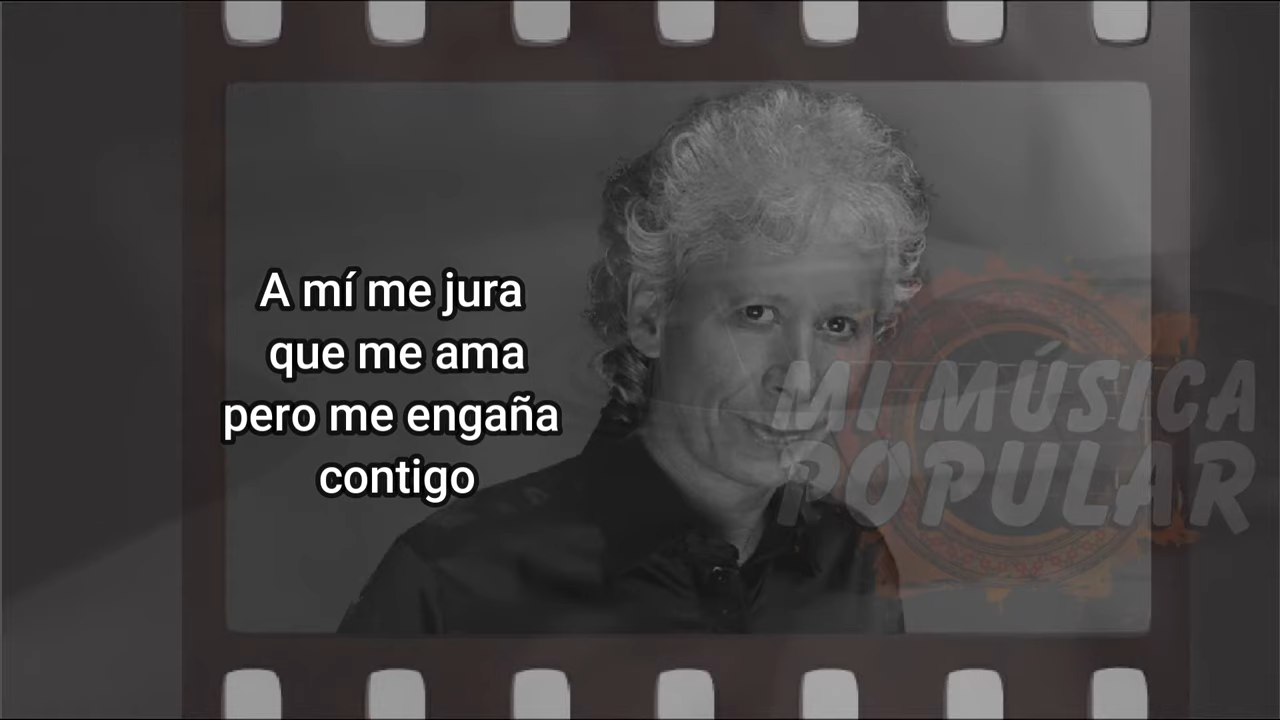 A mí me jura
que me ama
pero me engaña
contigo
MI MÚSICA
POPULAR